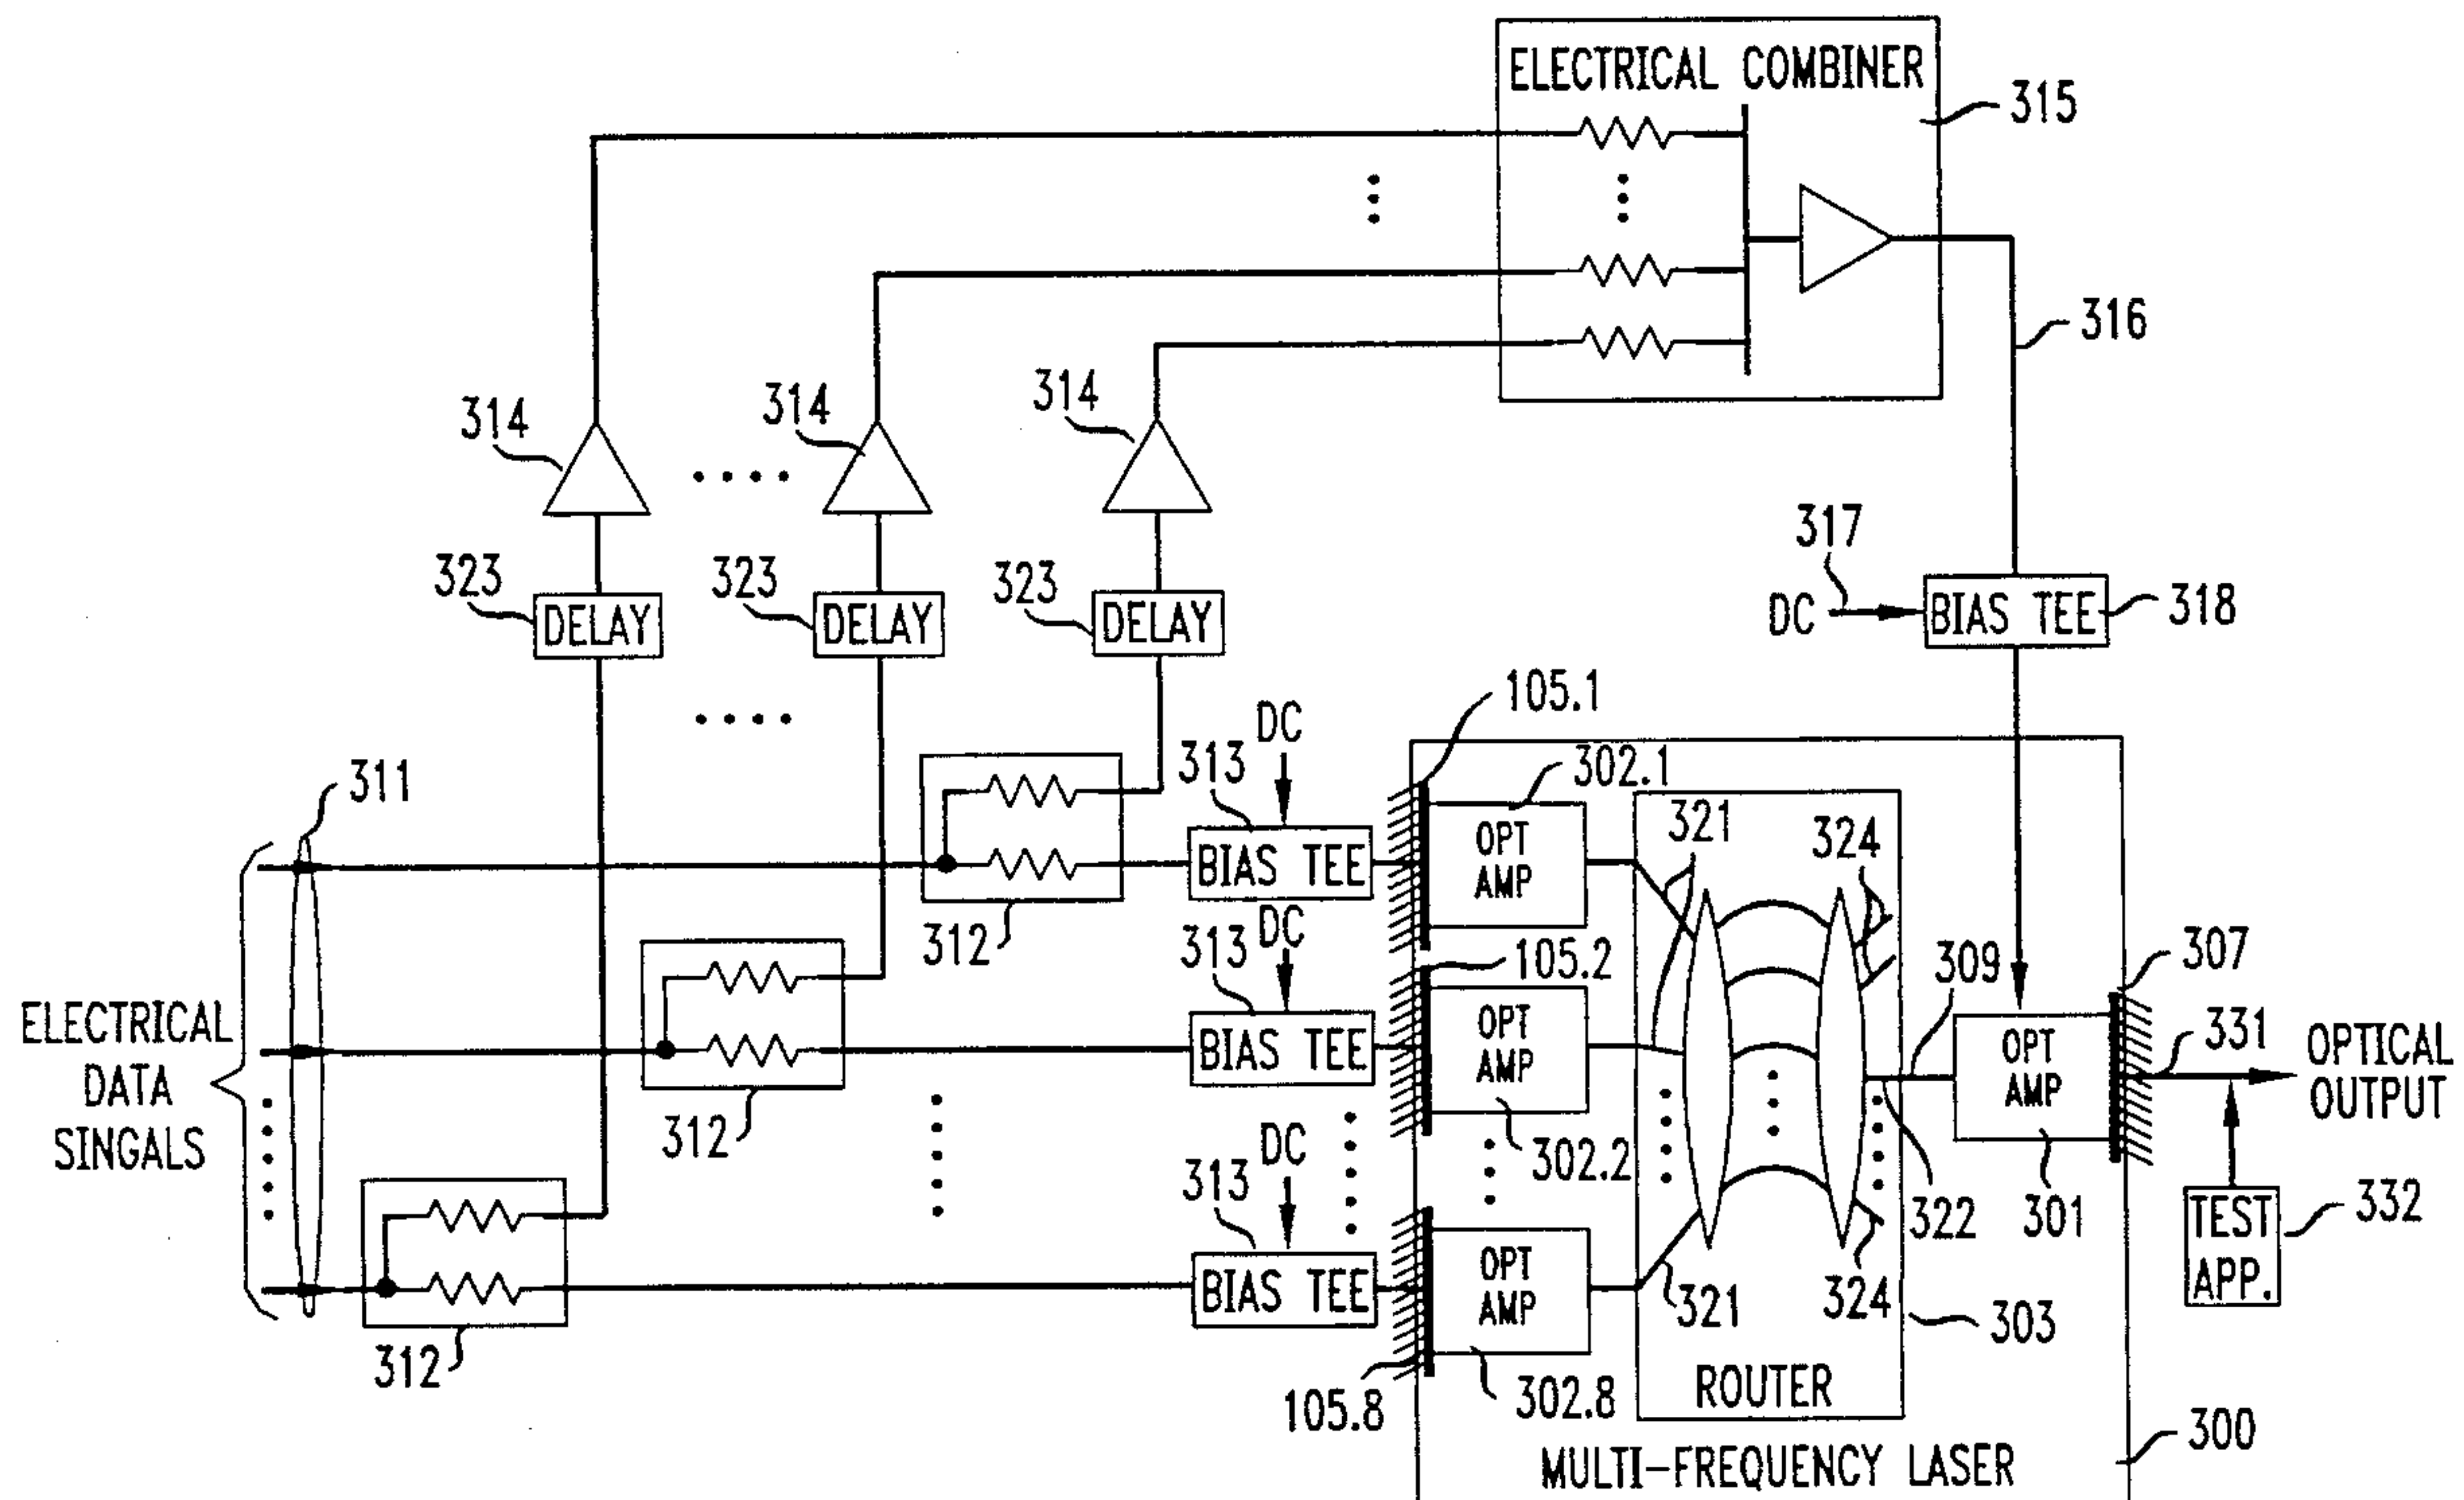 ELECTRICAL COMBINER
315
316
314
314
314
317
323
323
323
DELAY
DELAY
DELAY
DC
BIAS TEE
318
105.1
DC
313
302.1
311
321
324
OPT
AMP
BIAS TEE
312
DC
313
105.2
309
307
331
ELECTRICAL
DATA
SINGALS
BIAS TEE
OPT
AMP
OPT
AMP
OPTICAL
OUTPUT
312
DC
313
302.2
322
301
TEST
APP.
332
BIAS TEE
OPT
AMP
321
324
303
312
105.8
302.8
ROUTER
300
MULTI-FREQUENCY LASER